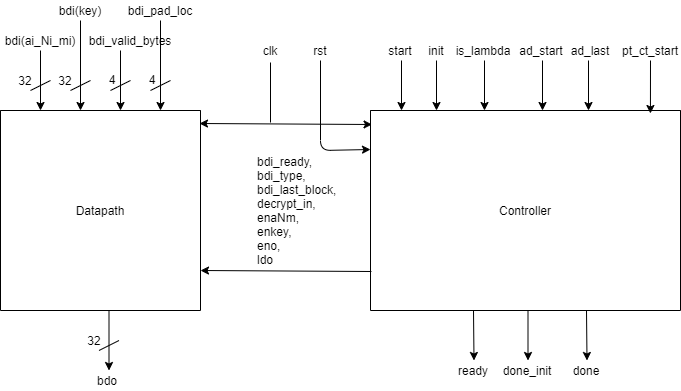 bdi(key)
bdi_pad_loc
bdi(ai_Ni_mi)
bdi_valid_bytes
clk
rst
start
init
is_lambda
ad_start
ad_last
pt_ct_start
32
32
4
4
bdi_ready,
bdi_type,
bdi_last_block,
decrypt_in,
enaNm,
enkey,
eno,
ldo
Datapath
Controller
32
bdo
ready
done_init
done